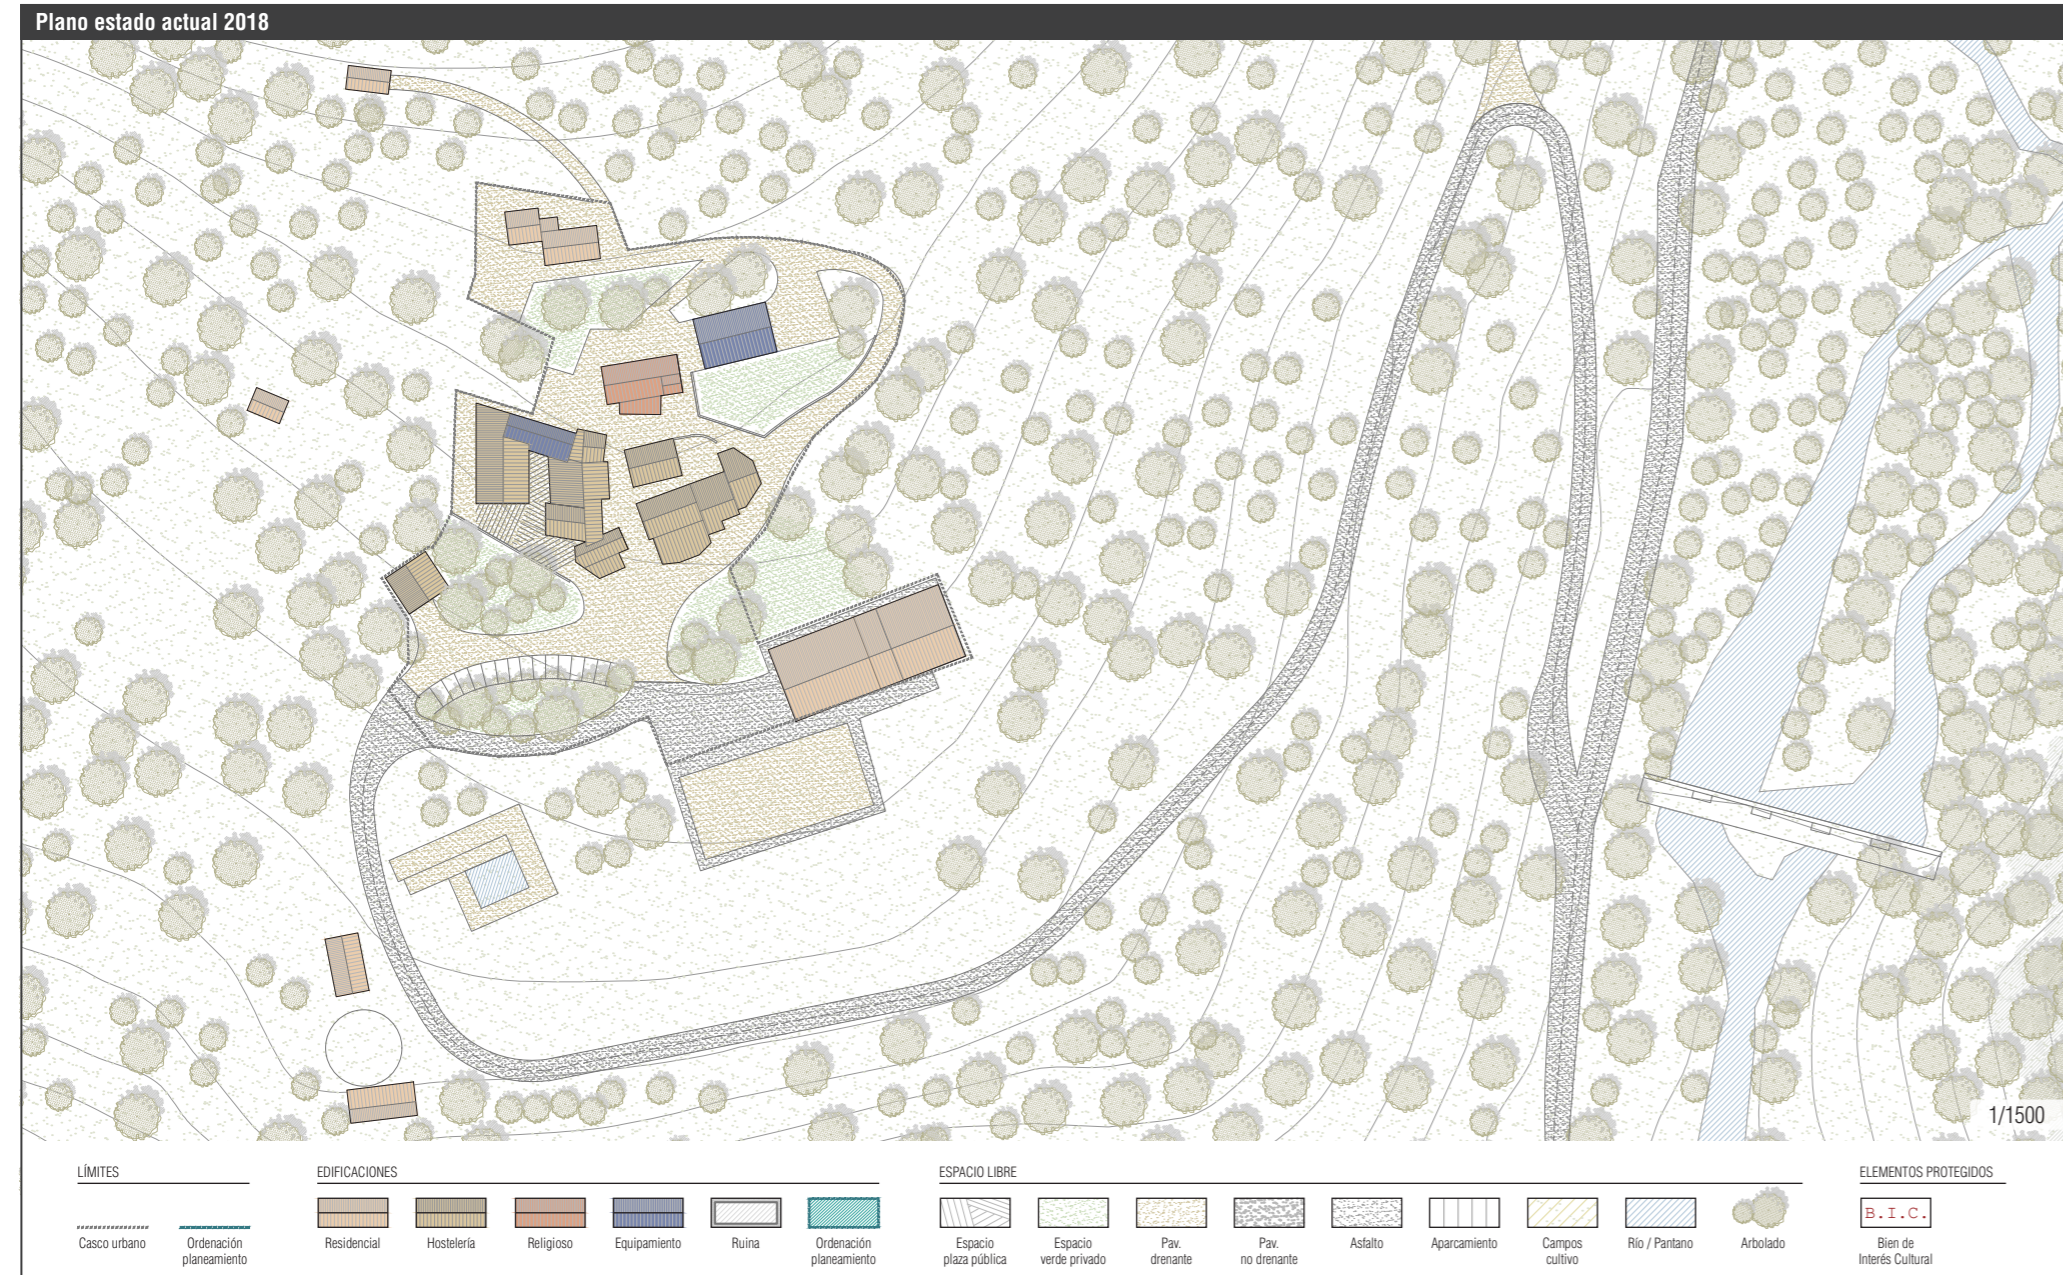 Plano estado actual 2018
1/1500
LÍMITES
Casco urbano
Ordenación
planeamiento
EDIFICACIONES
Residencial
Hostelería
Religioso
Equipamiento
Ruina
Ordenación
planeamiento
ESPACIO LIBRE
Espacio
plaza pública
Espacio
verde privado
Pav.
drenante
Pav.
no drenante
Asfalto
Aparcamiento
Campos
cultivo
Río / Pantano
Arbolado
ELEMENTOS PROTEGIDOS
B.I.C.
Bien de
Interés Cultural